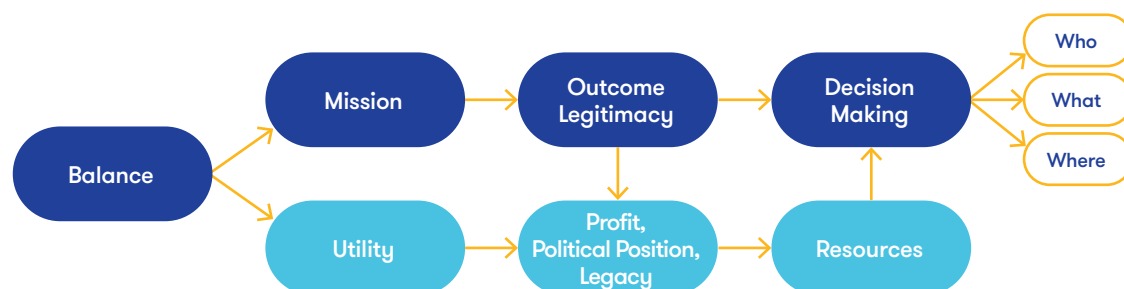 Balance
Mission
Outcome
Legitimacy
Decision
Making
Who
What
Where
Utility
Profit,
Political Position,
Legacy
Resources